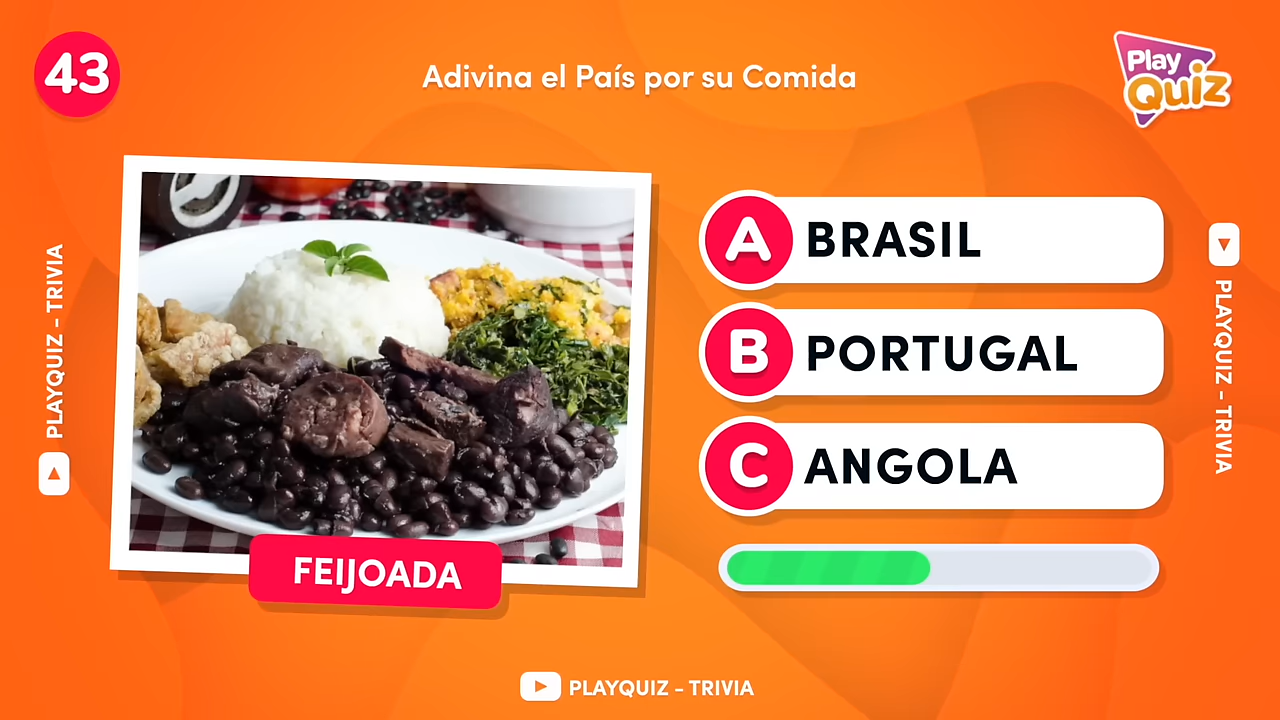 43
Adivina el País por su Comida
Play
Quiz
PLAYQUIZ - TRIVIA
A BRASIL
B PORTUGAL
C ANGOLA
FEIJOADA
PLAYQUIZ - TRIVIA
PLAYQUIZ - TRIVIA